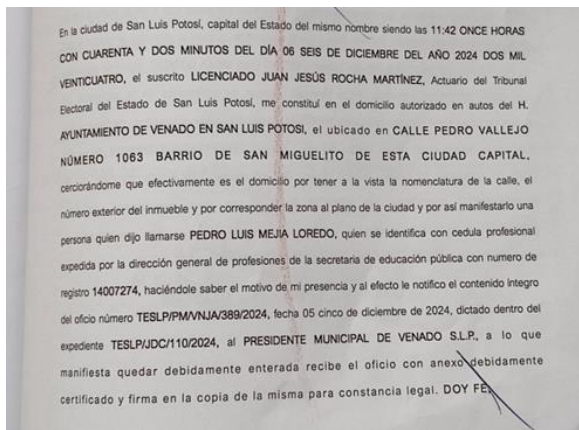 En la ciudad de San Luis Potosí, capital del Estado del mismo nombre siendo las 11:42 ONCE HORAS
CON CUARENTA Y DOS MINUTOS DEL DÍA 06 SEIS DE DICIEMBRE DEL AÑO 2024 DOS MIL
VEINTICUATRO, el suscrito LICENCIADO JUAN JESÚS ROCHA MARTÍNEZ, Actuario del Tribunal
Electoral del Estado de San Luis Potosí, me constituí en el domicilio autorizado en autos del H.
AYUNTAMIENTO DE VENADO EN SAN LUIS POTOSI, el ubicado en CALLE PEDRO VALLEJO
NÚMERO 1063 BARRIO DE SAN MIGUELITO DE ESTA CIUDAD CAPITAL,
cerciorándome que efectivamente es el domicilio por tener a la vista la nomenclatura de la calle, el
número exterior del inmueble y por corresponder la zona al plano de la ciudad y por así manifestarlo una
persona quien dijo llamarse PEDRO LUIS MEJIA LOREDO, quien se identifica con cedula profesional
expedida por la dirección general de profesiones de la secretaria de educación pública con numero de
registro 14007274, haciéndole saber el motivo de mi presencia y al efecto le notifico el contenido íntegro
del oficio número TESLP/PM/VNJA/389/2024, fecha 05 cinco de diciembre de 2024, dictado dentro del
expediente TESLP/JDC/110/2024, al PRESIDENTE MUNICIPAL DE VENADO S.L.P., a lo que
manifiesta quedar debidamente enterada recibe el oficio con anexo debidamente
certificado y firma en la copia de la misma para constancia legal. DOY FE.